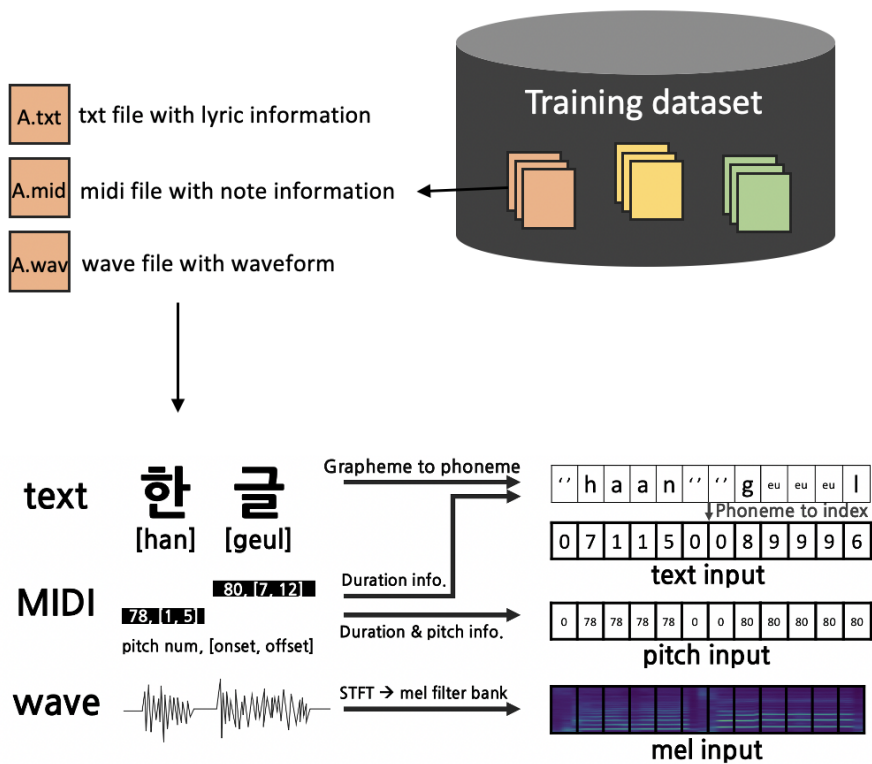 Training dataset
A.txt txt file with lyric information
A.mid midi file with note information
A.wav wave file with waveform
text 한 글
[han] [geul]
Grapheme to phoneme
‘ ’ h a a n ‘ ’ ‘ ’ g eu eu eu l
Phoneme to index
0 7 1 1 5 0 0 8 9 9 9 6
text input
MIDI
80, [7, 12]
78, [1, 5]
pitch num, [onset, offset]
Duration info.
Duration & pitch info.
0 78 78 78 78 0 0 80 80 80 80 80
pitch input
wave
STFT → mel filter bank
mel input